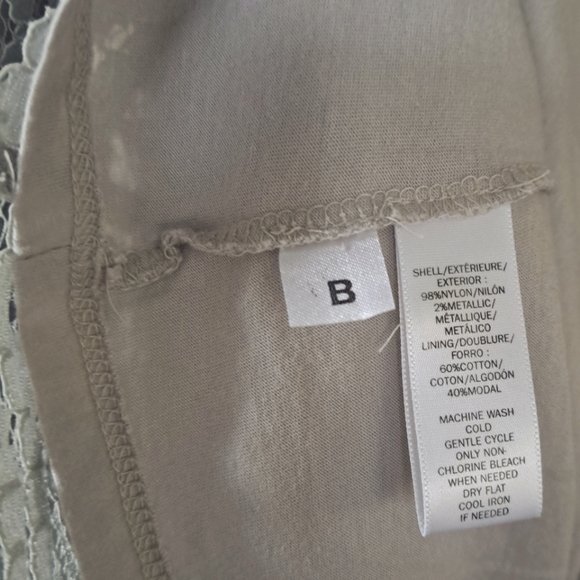 B
SHELL/EXTÉRIEURE/
EXTERIOR :
98%NYLON/NILÓN
2%METALLIC/
MÉTALLIQUE/
METÁLICO
LINING/DOUBLURE/
FORRO :
60%COTTON/
COTON/ALGODÓN
40%MODAL
MACHINE WASH
COLD
GENTLE CYCLE
ONLY NON-
CHLORINE BLEACH
WHEN NEEDED
DRY FLAT
COOL IRON
IF NEEDED